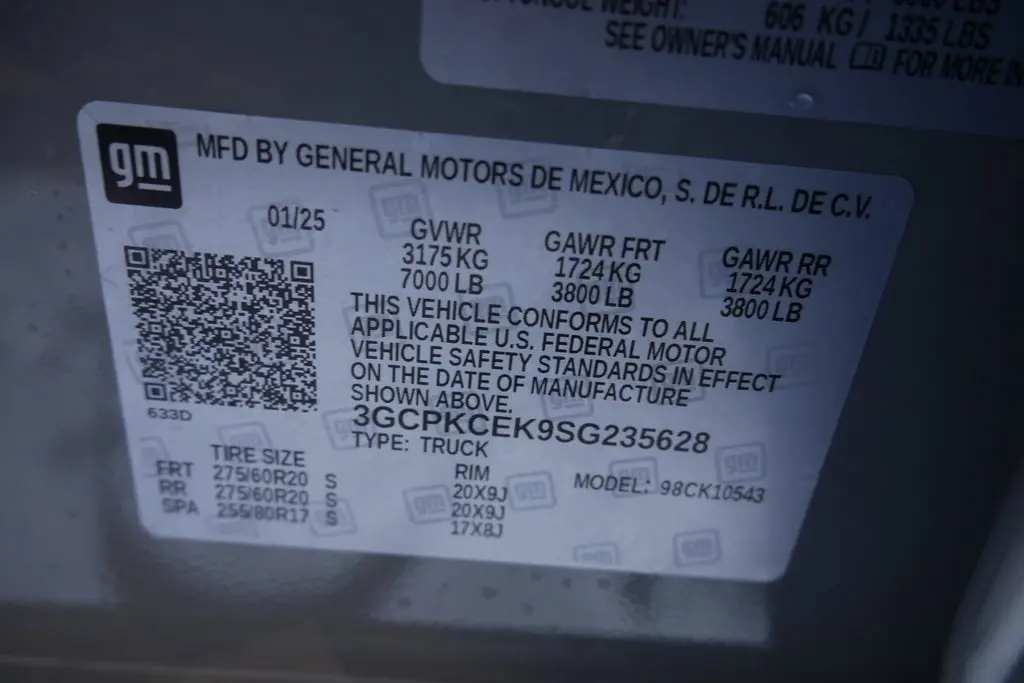 WEIGHT:
606 KG/ 1335 LBS
SEE OWNER'S MANUAL FOR MORE IN
gm MFD BY GENERAL MOTORS DE MEXICO, S. DE R.L. DE C.V.
01/25 GVWR GAWR FRT GAWR RR
3175 KG 1724 KG 1724 KG
7000 LB 3800 LB 3800 LB
THIS VEHICLE CONFORMS TO ALL
APPLICABLE U.S. FEDERAL MOTOR
VEHICLE SAFETY STANDARDS IN EFFECT
ON THE DATE OF MANUFACTURE
SHOWN ABOVE.
633D
3GCPKCEK9SG235628
TYPE: TRUCK
TIRE SIZE RIM MODEL: 98CK10543
FRT 275/60R20 S 20X9J
RR 275/60R20 S 20X9J
SPA 255/80R17 S 17X8J